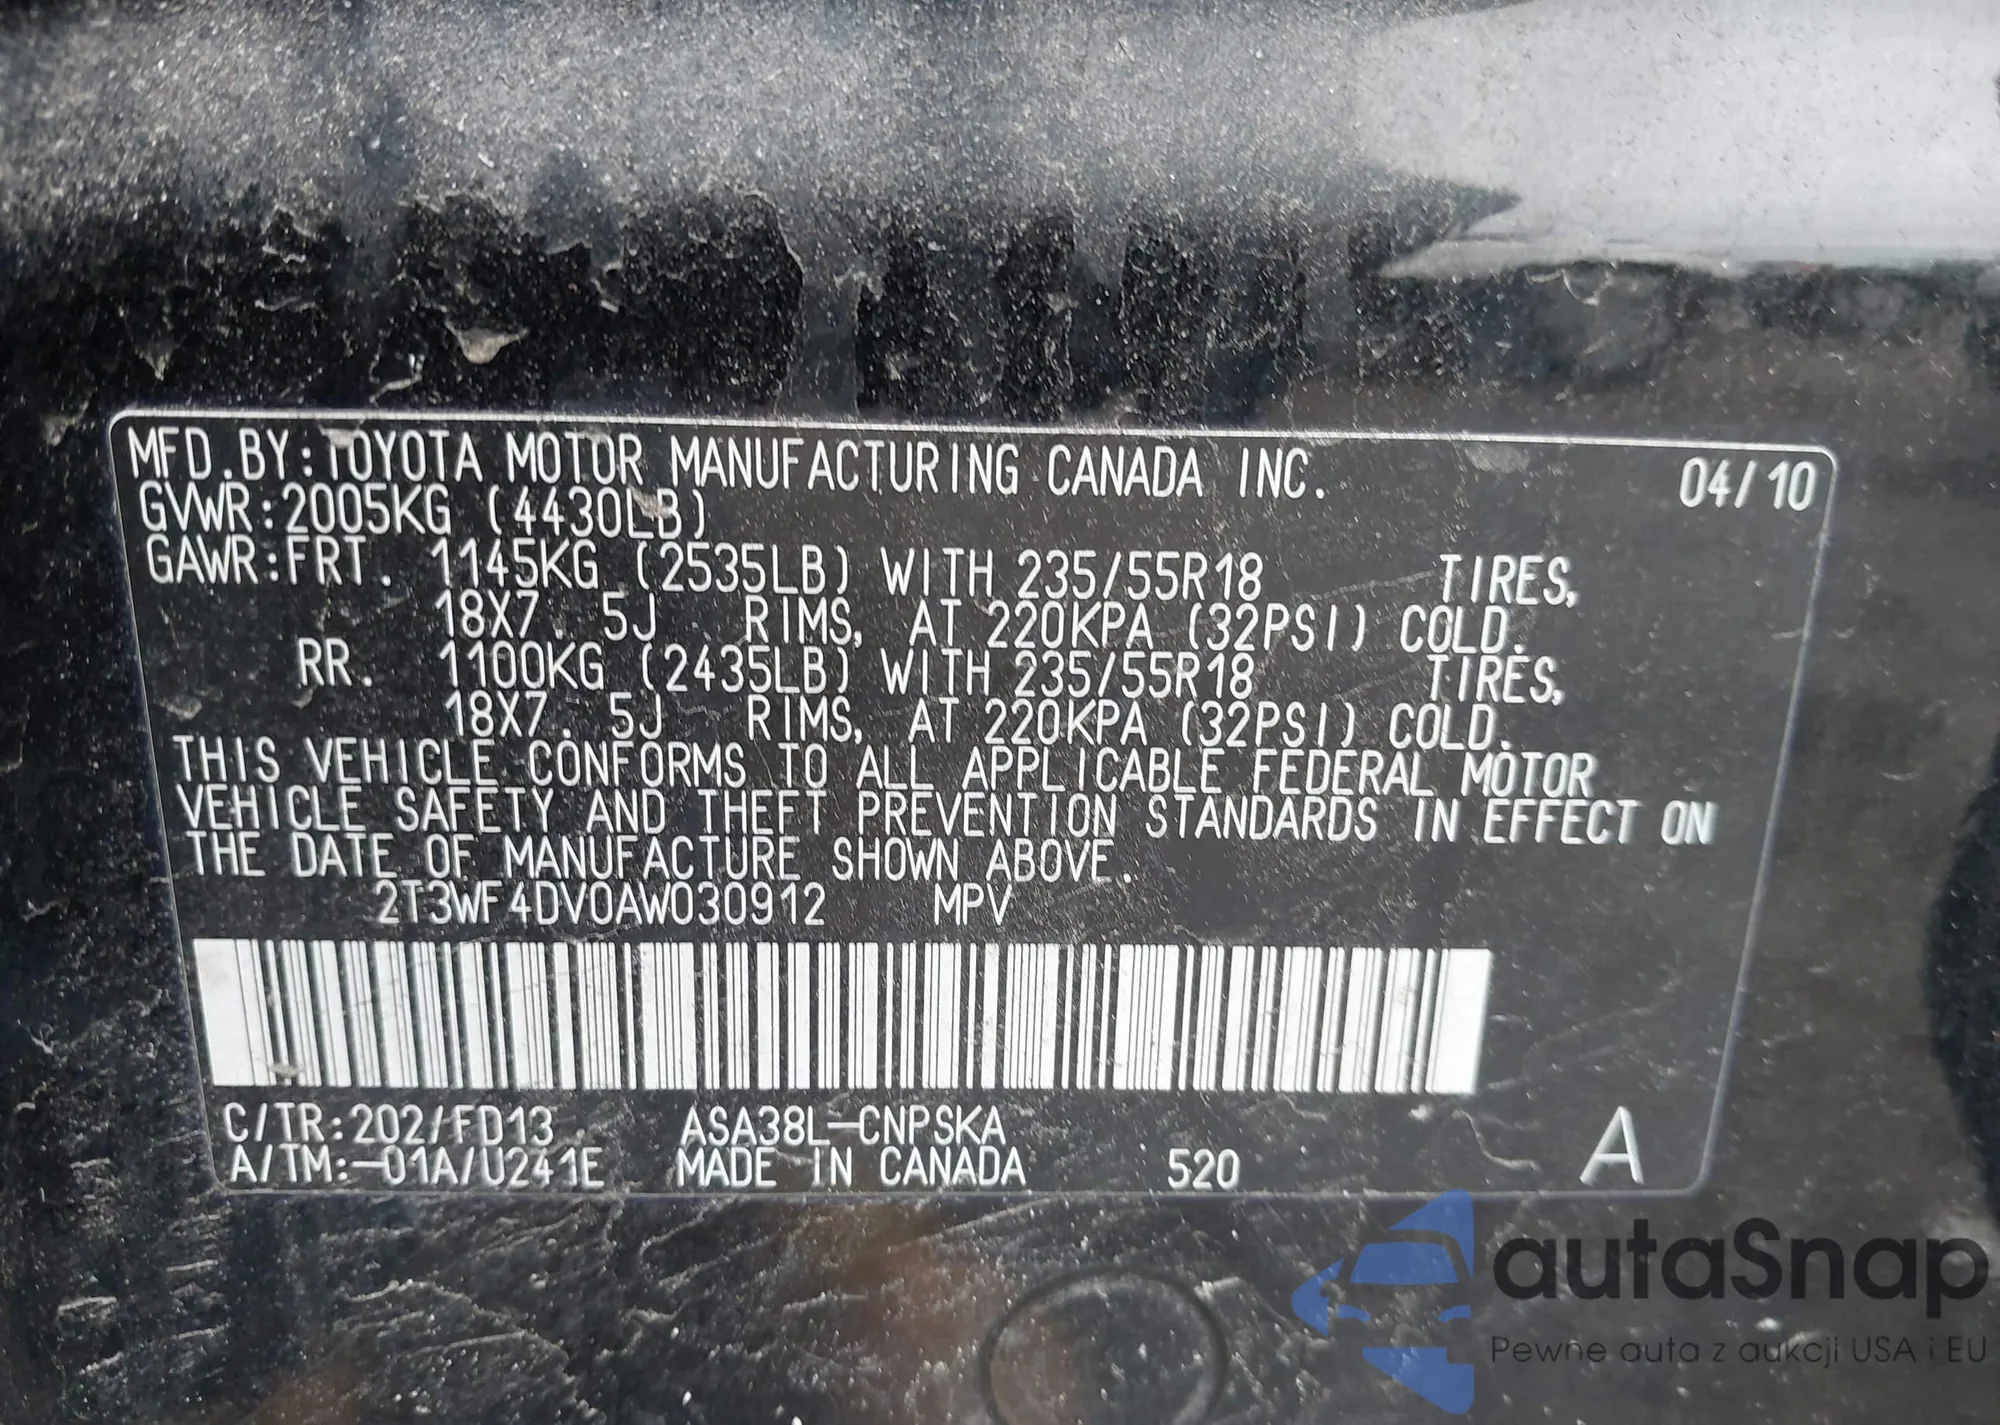 MFD.BY:TOYOTA MOTOR MANUFACTURING CANADA INC. 04/10
GVWR:2005KG (4430LB)
GAWR:FRT. 1145KG (2535LB) WITH 235/55R18 TIRES,
18X7. 5J RIMS, AT 220KPA (32PSI) COLD.
RR. 1100KG (2435LB) WITH 235/55R18 TIRES,
18X7. 5J RIMS, AT 220KPA (32PSI) COLD.
THIS VEHICLE CONFORMS TO ALL APPLICABLE FEDERAL MOTOR
VEHICLE SAFETY AND THEFT PREVENTION STANDARDS IN EFFECT ON
THE DATE OF MANUFACTURE SHOWN ABOVE.
2T3WF4DV0AW030912 MPV
C/TR:202/FD13 ASA38L-CNPSKA
A/TM:-01A/U241E MADE IN CANADA 520 A
autaSnap
Pewne auta z aukcji USA i EU